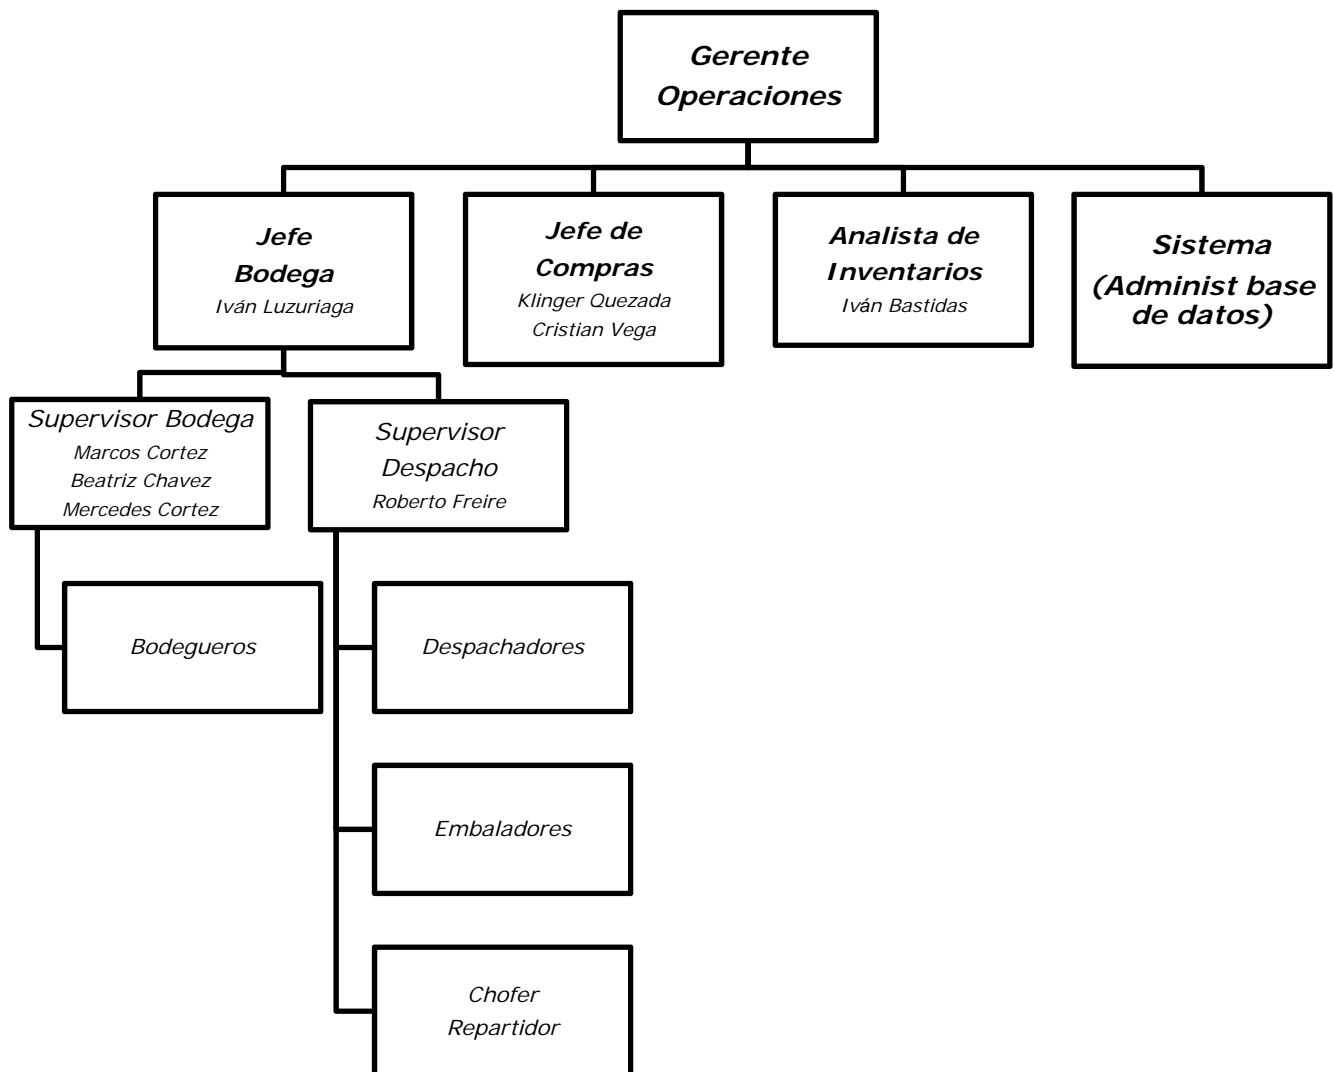 Gerente
Operaciones
Jefe
Bodega
Iván Luzuriaga
Jefe de
Compras
Klinger Quezada
Cristian Vega
Analista de
Inventarios
Iván Bastidas
Sistema
(Administ base
de datos)
Supervisor Bodega
Marcos Cortez
Beatriz Chavez
Mercedes Cortez
Supervisor
Despacho
Roberto Freire
Bodegueros
Despachadores
Embaladores
Chofer
Repartidor